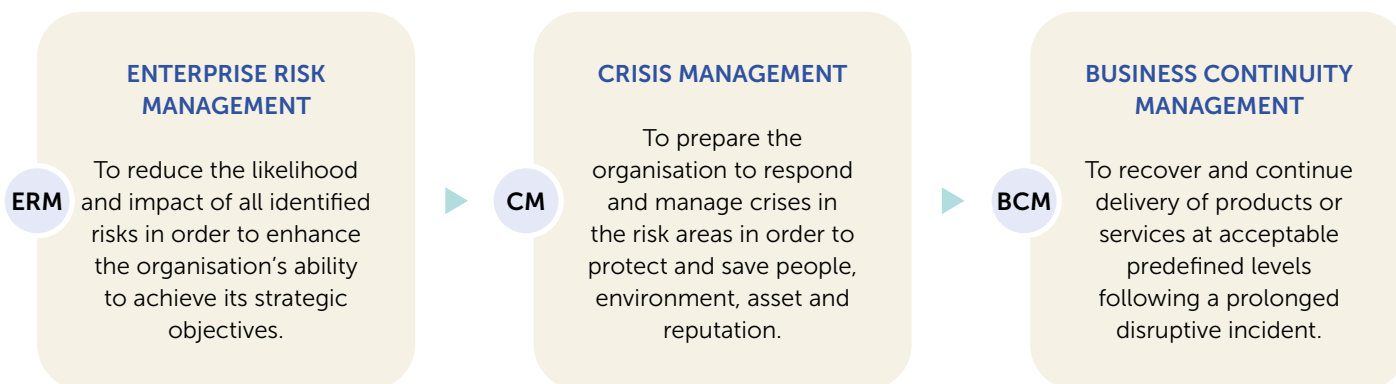 ENTERPRISE RISK
MANAGEMENT
ERM
To reduce the likelihood
and impact of all identified
risks in order to enhance
the organisation's ability
to achieve its strategic
objectives.
CRISIS MANAGEMENT
CM
To prepare the
organisation to respond
and manage crises in
the risk areas in order to
protect and save people,
environment, asset and
reputation.
BUSINESS CONTINUITY
MANAGEMENT
BCM
To recover and continue
delivery of products or
services at acceptable
predefined levels
following a prolonged
disruptive incident.